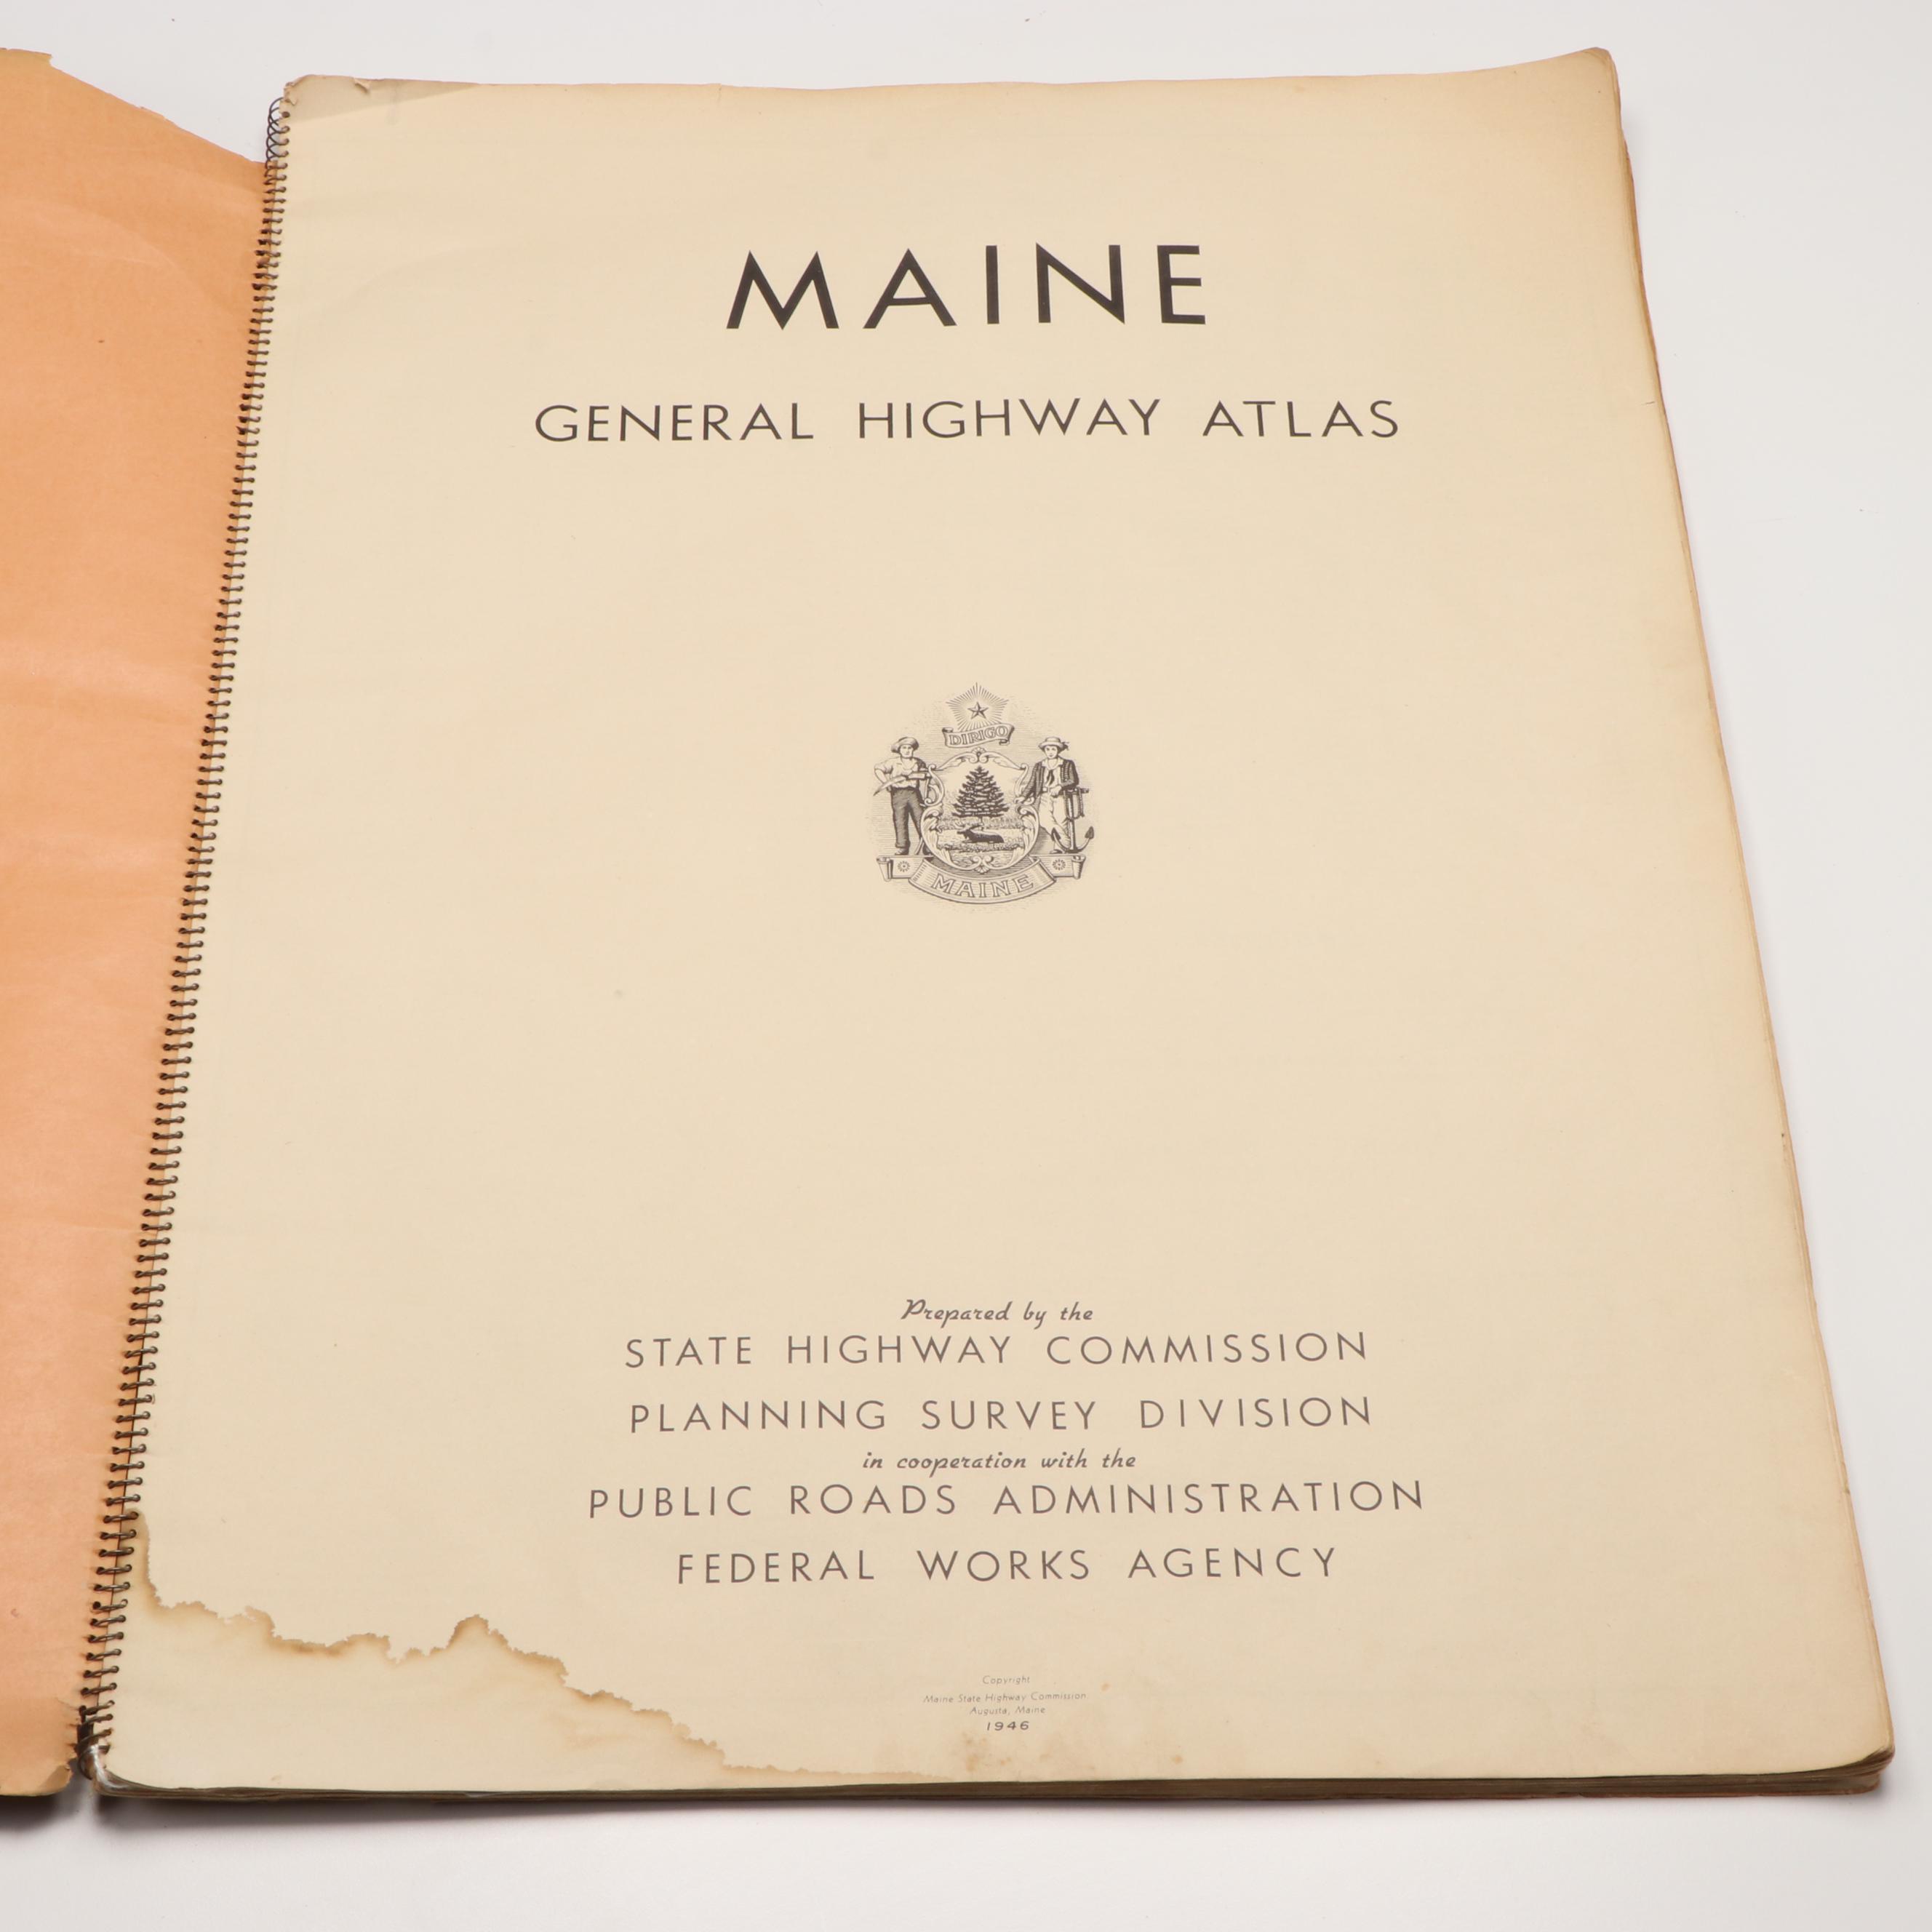 MAINE
GENERAL HIGHWAY ATLAS
DIRIGO
MAINE
Prepared by the
STATE HIGHWAY COMMISSION
PLANNING SURVEY DIVISION
in cooperation with the
PUBLIC ROADS ADMINISTRATION
FEDERAL WORKS AGENCY
Copyright
Maine State Highway Commission
Augusta, Maine
1946